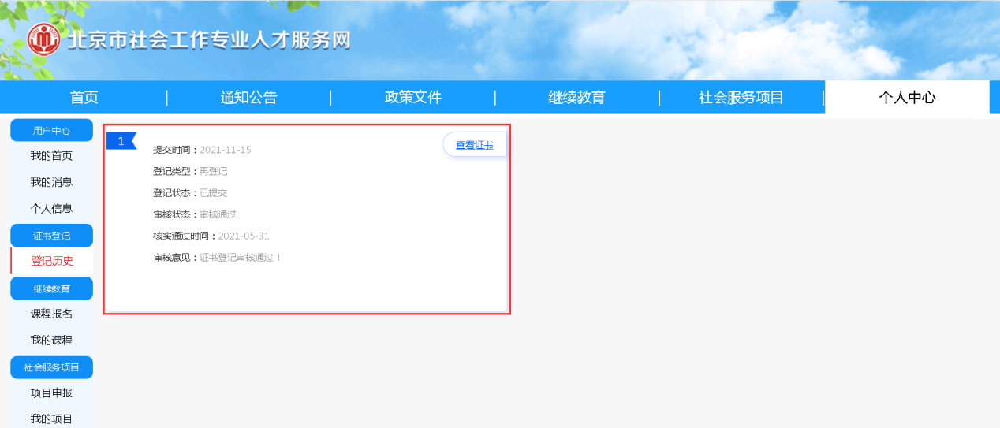 北京市社会工作专业人才服务网
首页 | 通知公告 | 政策文件 | 继续教育 | 社会服务项目 | 个人中心
用户中心
我的首页
我的消息
个人信息
证书登记
登记历史
继续教育
课程报名
我的课程
社会服务项目
项目申报
我的项目
1
查看证书
提交时间：2021-11-15
登记类型：再登记
登记状态：已提交
审核状态：审核通过
核实通过时间：2021-05-31
审核意见：证书登记审核通过！